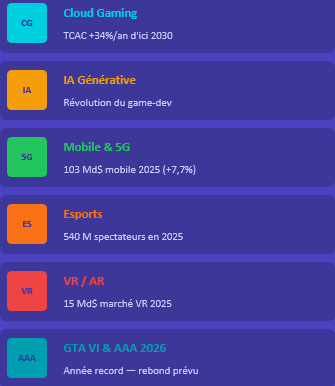 CG
Cloud Gaming
TCAC +34%/an d'ici 2030
IA
IA Générative
Révolution du game-dev
5G
Mobile & 5G
103 Md$ mobile 2025 (+7,7%)
ES
Esports
540 M spectateurs en 2025
VR
VR / AR
15 Md$ marché VR 2025
AAA
GTA VI & AAA 2026
Année record — rebond prévu